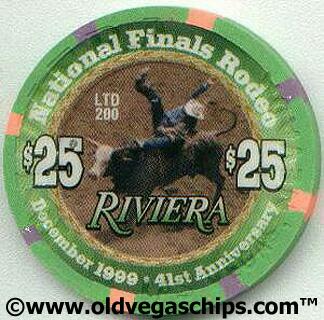 National Finals Rodeo
LTD
200
$25 $25
RIVIERA
December 1999 • 41st Anniversary
©www.oldvegaschips.com™